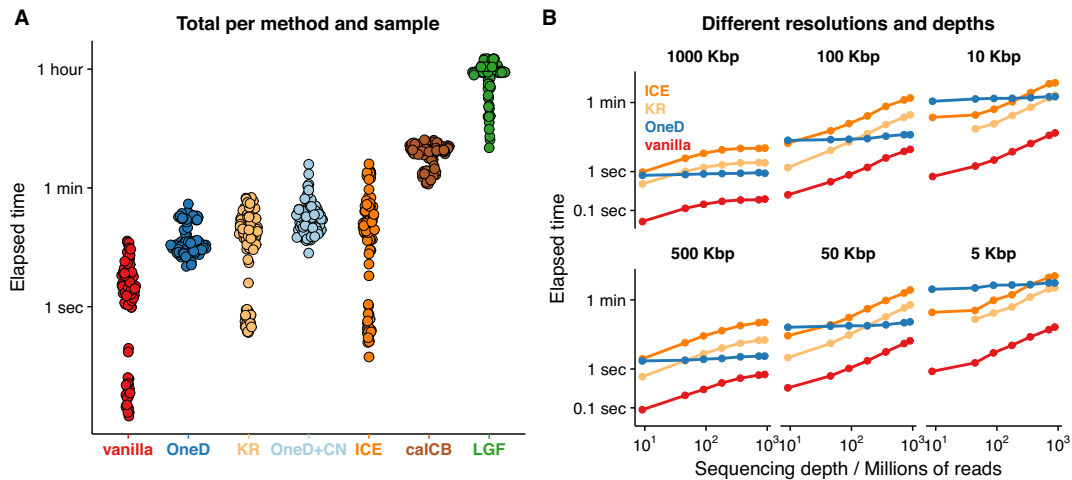 A
Total per method and sample
Elapsed time
1 hour
1 min
1 sec
vanilla OneD KR OneD+CN ICE calCB LGF
B
Different resolutions and depths
Elapsed time
1000 Kbp 100 Kbp 10 Kbp
ICE
KR
OneD
vanilla
1 min
1 sec
0.1 sec
500 Kbp 50 Kbp 5 Kbp
1 min
1 sec
0.1 sec
10¹ 10² 10³ 10¹ 10² 10³ 10¹ 10² 10³
Sequencing depth / Millions of reads